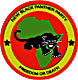 NEW BLACK PANTHER PARTY
FREEDOM OR DEATH